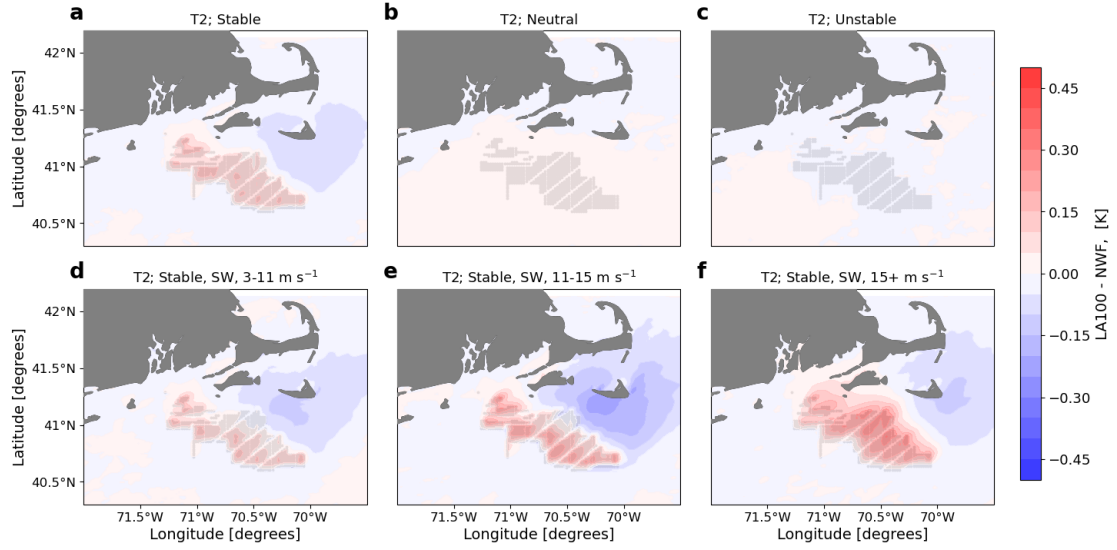 a T2; Stable
b T2; Neutral
c T2; Unstable
42°N
41.5°N
41°N
40.5°N
Latitude [degrees]
d T2; Stable, SW, 3-11 m s⁻¹
e T2; Stable, SW, 11-15 m s⁻¹
f T2; Stable, SW, 15+ m s⁻¹
42°N
41.5°N
41°N
40.5°N
Latitude [degrees]
71.5°W 71°W 70.5°W 70°W
Longitude [degrees]
71.5°W 71°W 70.5°W 70°W
Longitude [degrees]
71.5°W 71°W 70.5°W 70°W
Longitude [degrees]
0.45
0.30
0.15
0.00
−0.15
−0.30
−0.45
LA100 - NWF, [K]